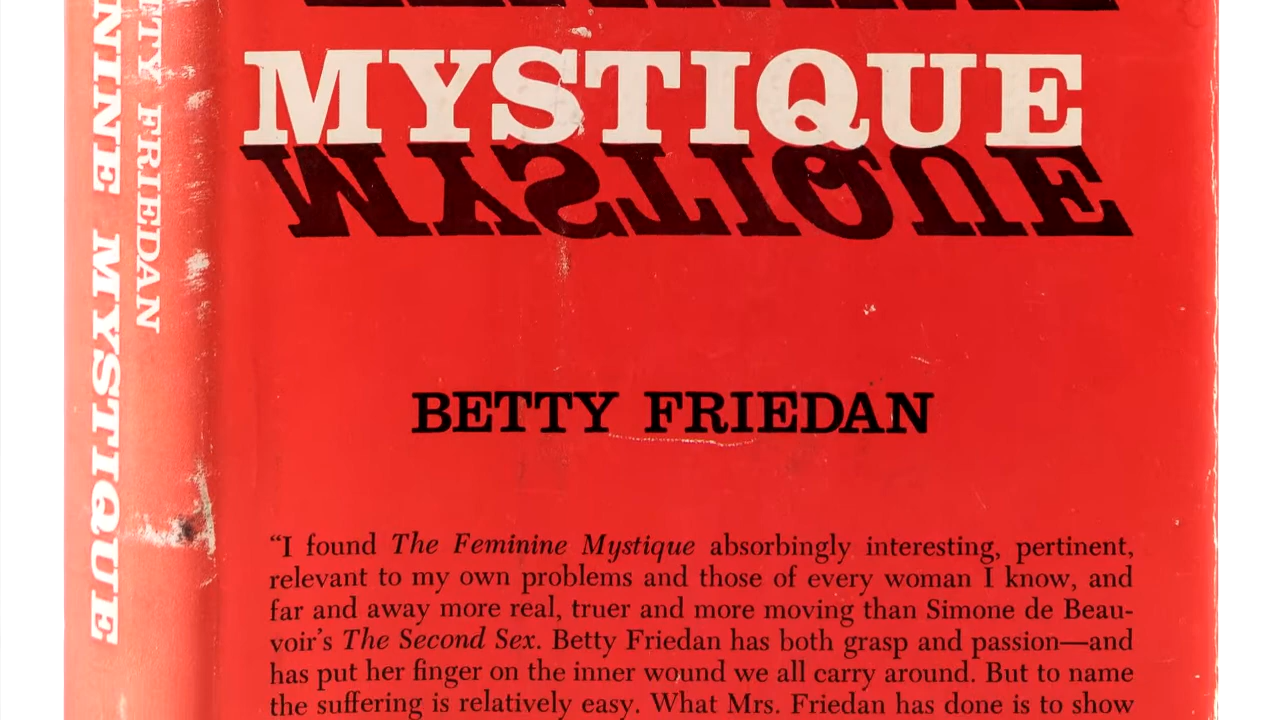 MYSTIQUE
BETTY FRIEDAN
“I found The Feminine Mystique absorbingly interesting, pertinent,
relevant to my own problems and those of every woman I know, and
far and away more real, truer and more moving than Simone de Beau-
voir’s The Second Sex. Betty Friedan has both grasp and passion—and
has put her finger on the inner wound we all carry around. But to name
the suffering is relatively easy. What Mrs. Friedan has done is to show
NINE MYSTIQUE
TTY FRIEDAN